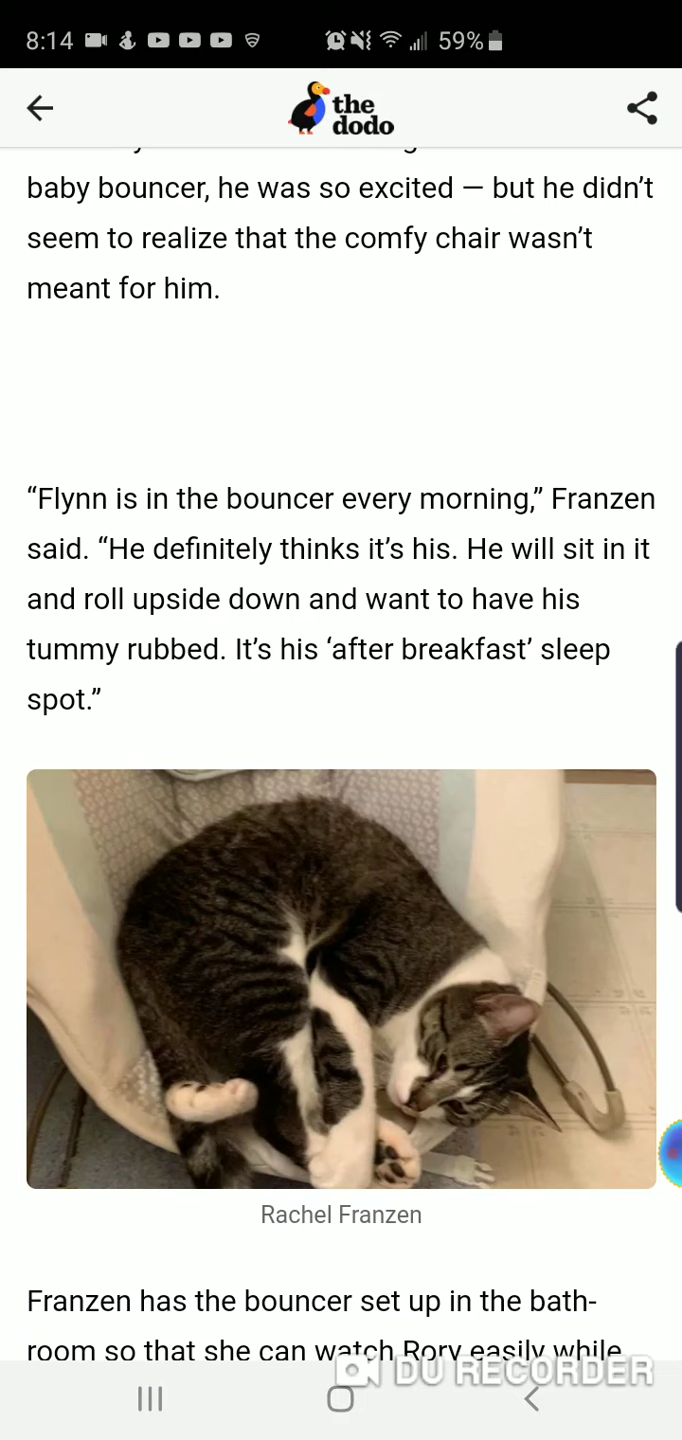 8:14
59%
the
dodo
baby bouncer, he was so excited — but he didn’t
seem to realize that the comfy chair wasn’t
meant for him.
“Flynn is in the bouncer every morning,” Franzen
said. “He definitely thinks it’s his. He will sit in it
and roll upside down and want to have his
tummy rubbed. It’s his ‘after breakfast’ sleep
spot.”
Rachel Franzen
Franzen has the bouncer set up in the bath-
room so that she can watch Rory easily while
DU RECORDER